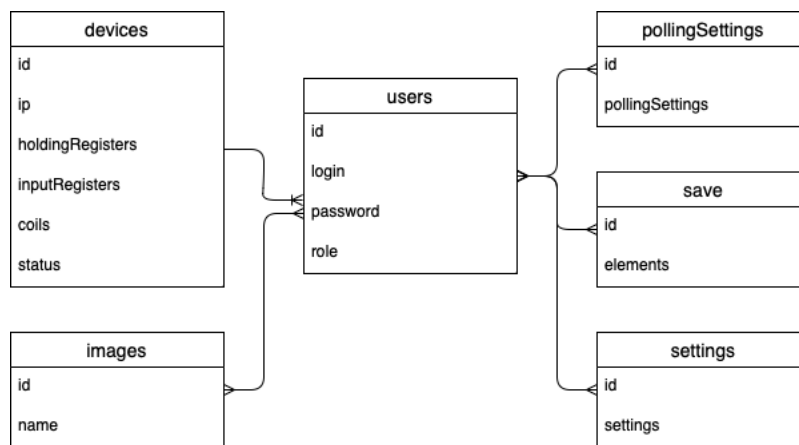 devices
id
ip
holdingRegisters
inputRegisters
coils
status
images
id
name
users
id
login
password
role
pollingSettings
id
pollingSettings
save
id
elements
settings
id
settings